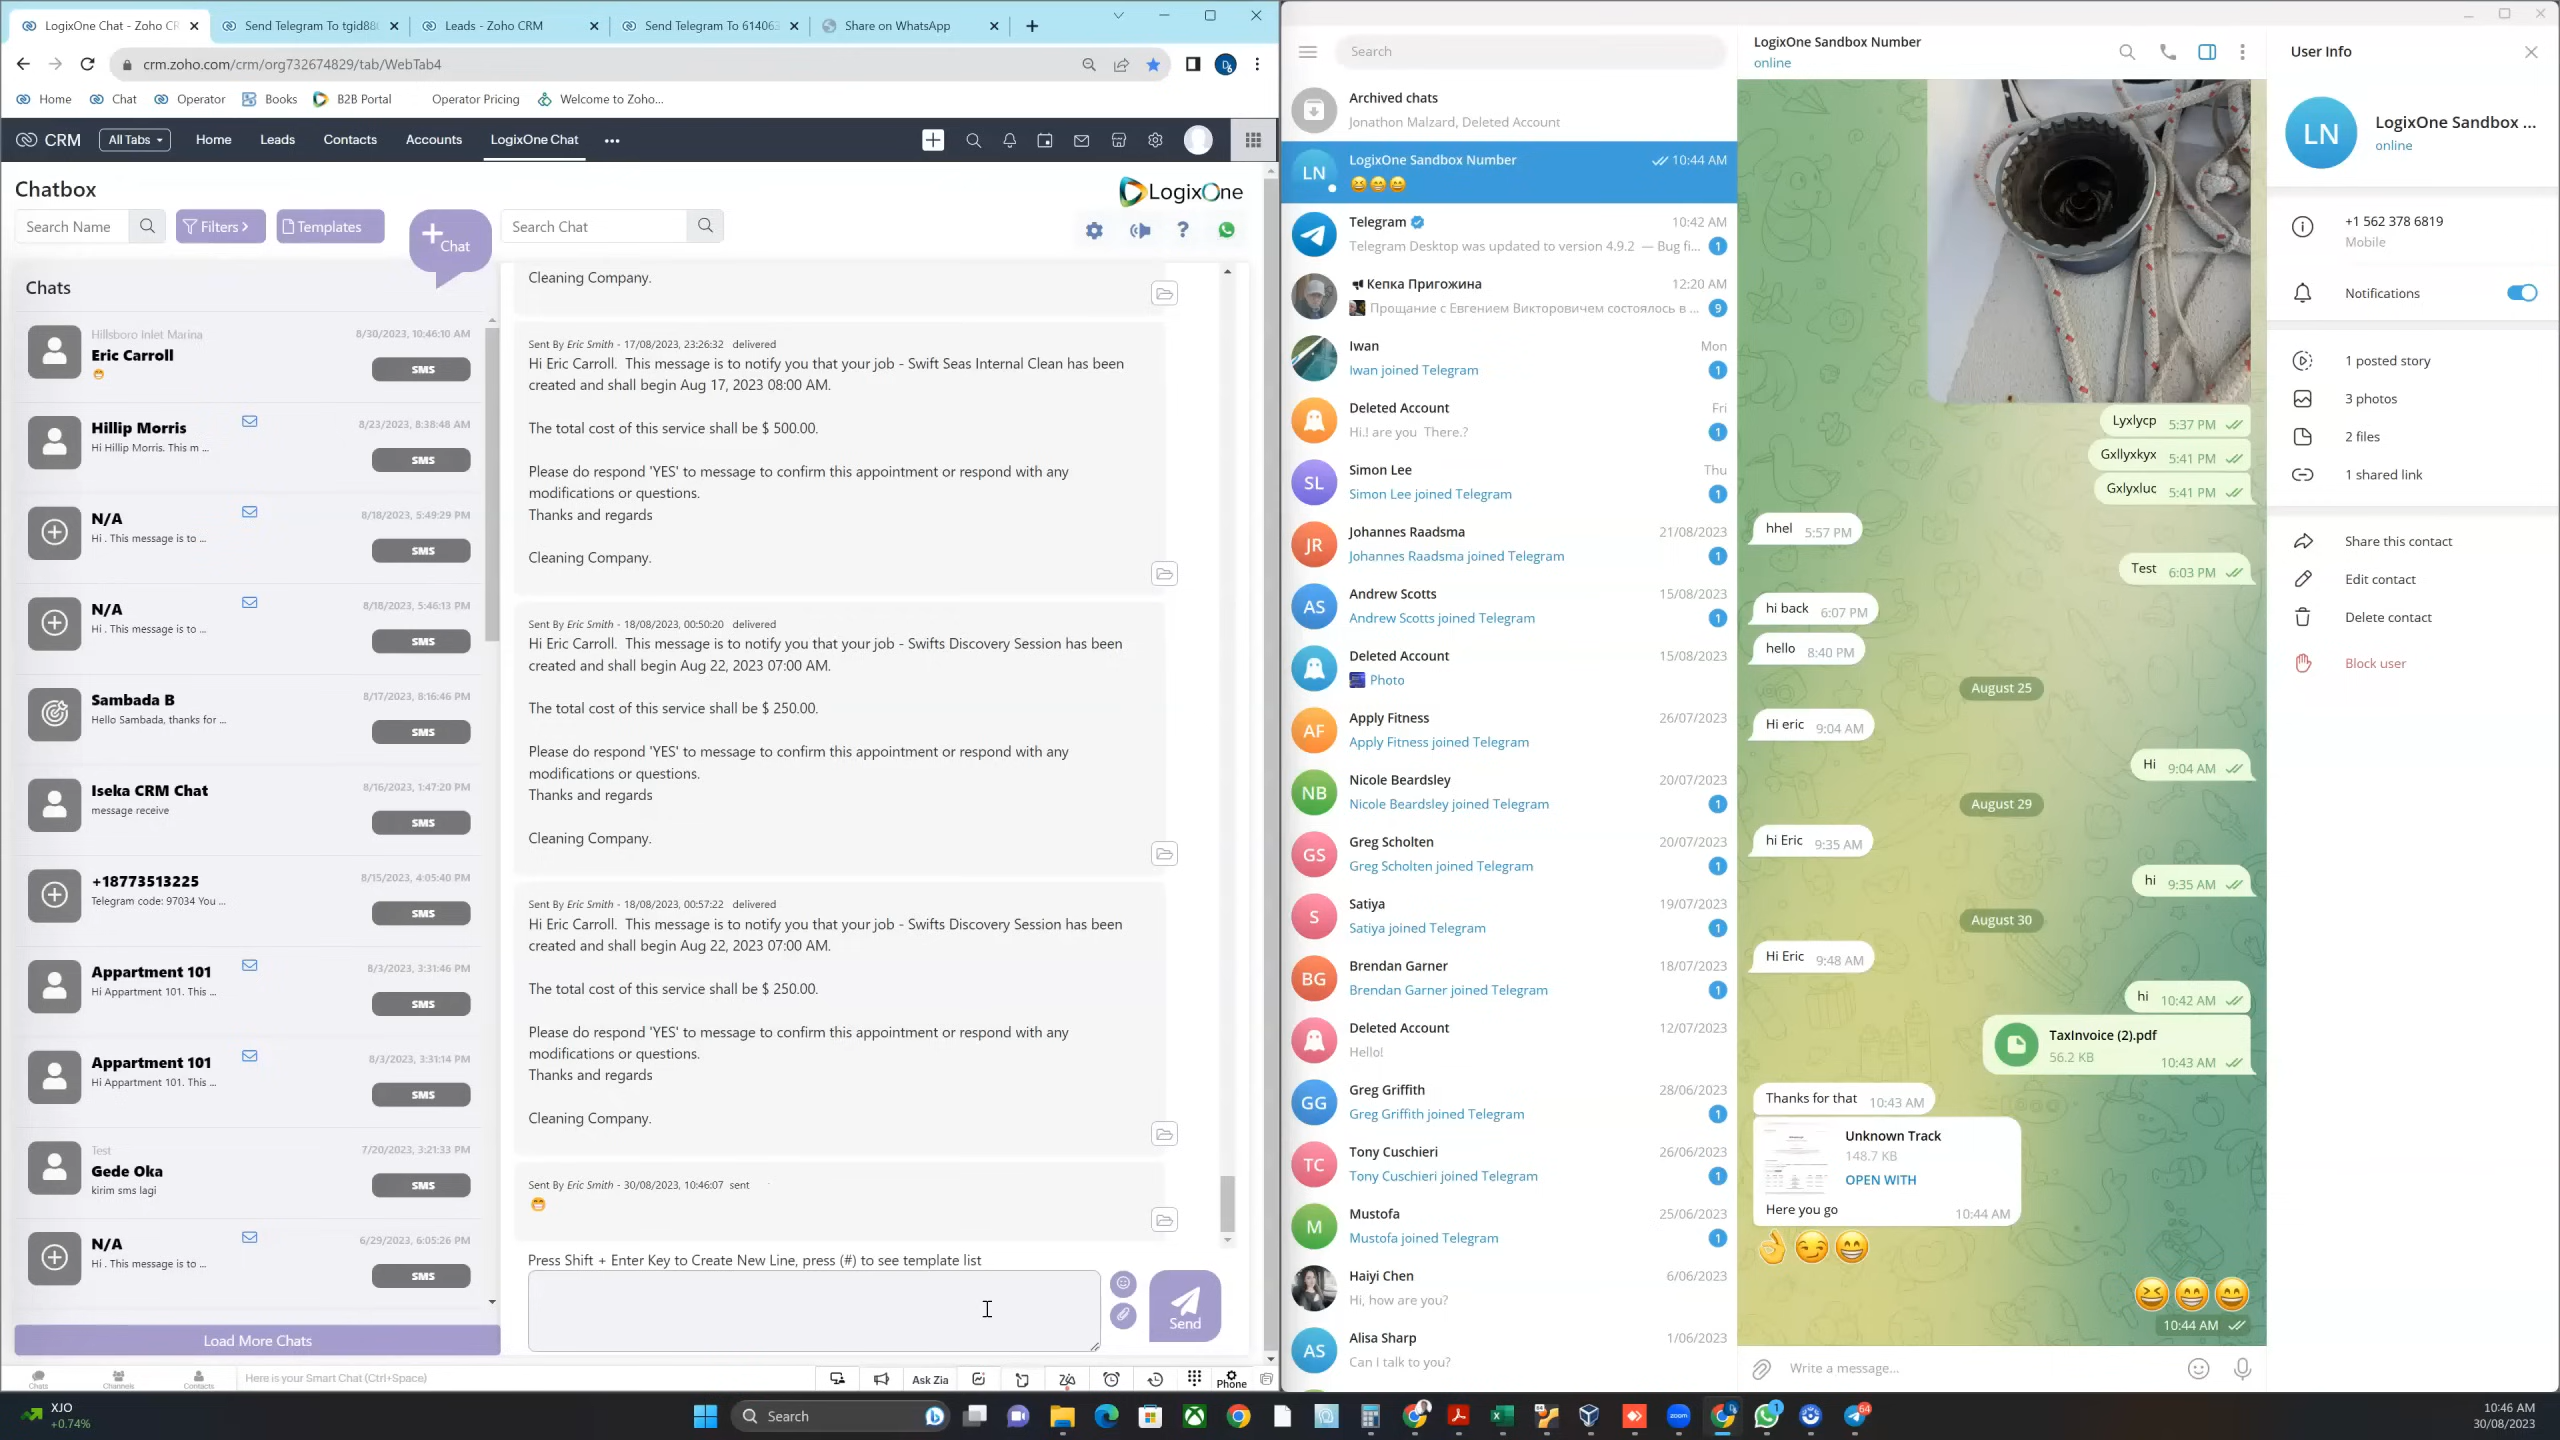 LogixOne Chat - Zoho CR
Send Telegram To tgid88
Leads - Zoho CRM
Send Telegram To 61406
Share on WhatsApp
crm.zoho.com/crm/org732674829/tab/WebTab4
Home
Chat
Operator
Books
B2B Portal
Operator Pricing
Welcome to Zoho...
CRM
All Tabs
Home
Leads
Contacts
Accounts
LogixOne Chat
Chatbox
LogixOne
Search Name
Filters
Templates
Chat
Search Chat
Chats
Hillsboro Inlet Marina
8/30/2023, 10:46:10 AM
Eric Carroll
SMS
😁
Hillip Morris
8/23/2023, 8:38:48 AM
Hi Hillip Morris. This m ...
SMS
N/A
8/18/2023, 5:49:29 PM
Hi . This message is to ...
SMS
N/A
8/18/2023, 5:46:13 PM
Hi . This message is to ...
SMS
Sambada B
8/17/2023, 8:16:46 PM
Hello Sambada, thanks for ...
SMS
Iseka CRM Chat
8/16/2023, 1:47:20 PM
message receive
SMS
+18773513225
8/15/2023, 4:05:40 PM
Telegram code: 97034 You ...
SMS
Appartment 101
8/3/2023, 3:31:46 PM
Hi Appartment 101. This ...
SMS
Appartment 101
8/3/2023, 3:31:14 PM
Hi Appartment 101. This ...
SMS
Test
7/20/2023, 3:21:33 PM
Gede Oka
kirim sms lagi
SMS
N/A
6/29/2023, 6:05:26 PM
Hi . This message is to ...
SMS
Load More Chats
Cleaning Company.
Sent By Eric Smith - 17/08/2023, 23:26:32 delivered
Hi Eric Carroll. This message is to notify you that your job - Swift Seas Internal Clean has been
created and shall begin Aug 17, 2023 08:00 AM.
The total cost of this service shall be $ 500.00.
Please do respond 'YES' to message to confirm this appointment or respond with any
modifications or questions.
Thanks and regards
Cleaning Company.
Sent By Eric Smith - 18/08/2023, 00:50:20 delivered
Hi Eric Carroll. This message is to notify you that your job - Swifts Discovery Session has been
created and shall begin Aug 22, 2023 07:00 AM.
The total cost of this service shall be $ 250.00.
Please do respond 'YES' to message to confirm this appointment or respond with any
modifications or questions.
Thanks and regards
Cleaning Company.
Sent By Eric Smith - 18/08/2023, 00:57:22 delivered
Hi Eric Carroll. This message is to notify you that your job - Swifts Discovery Session has been
created and shall begin Aug 22, 2023 07:00 AM.
The total cost of this service shall be $ 250.00.
Please do respond 'YES' to message to confirm this appointment or respond with any
modifications or questions.
Thanks and regards
Cleaning Company.
Sent By Eric Smith - 30/08/2023, 10:46:07 sent
😁
Press Shift + Enter Key to Create New Line, press (#) to see template list
Send
Chats
Channels
Contacts
Here is your Smart Chat (Ctrl+Space)
Ask Zia
Phone
Search
Archived chats
Jonathon Malzard, Deleted Account
LN
LogixOne Sandbox Number
10:44 AM
😆😁😄
Telegram
10:42 AM
Telegram Desktop was updated to version 4.9.2 — Bug fi...
1
Кепка Пригожина
12:20 AM
Прощание с Евгением Викторовичем состоялось в ...
9
Iwan
Mon
Iwan joined Telegram
1
Deleted Account
Fri
Hi.! are you There.?
1
SL
Simon Lee
Thu
Simon Lee joined Telegram
1
JR
Johannes Raadsma
21/08/2023
Johannes Raadsma joined Telegram
1
AS
Andrew Scotts
15/08/2023
Andrew Scotts joined Telegram
1
Deleted Account
15/08/2023
Photo
AF
Apply Fitness
26/07/2023
Apply Fitness joined Telegram
NB
Nicole Beardsley
20/07/2023
Nicole Beardsley joined Telegram
1
GS
Greg Scholten
20/07/2023
Greg Scholten joined Telegram
1
S
Satiya
19/07/2023
Satiya joined Telegram
1
BG
Brendan Garner
18/07/2023
Brendan Garner joined Telegram
1
Deleted Account
12/07/2023
Hello!
GG
Greg Griffith
28/06/2023
Greg Griffith joined Telegram
1
TC
Tony Cuschieri
26/06/2023
Tony Cuschieri joined Telegram
1
M
Mustofa
25/06/2023
Mustofa joined Telegram
1
Haiyi Chen
6/06/2023
Hi, how are you?
AS
Alisa Sharp
1/06/2023
Can I talk to you?
LogixOne Sandbox Number
online
Lyxlycp 5:37 PM
Gxllyxkyx 5:41 PM
Gxlyxluc 5:41 PM
hhel 5:57 PM
Test 6:03 PM
hi back 6:07 PM
hello 8:40 PM
August 25
Hi eric 9:04 AM
Hi 9:04 AM
August 29
hi Eric 9:35 AM
hi 9:35 AM
August 30
Hi Eric 9:48 AM
hi 10:42 AM
TaxInvoice (2).pdf
56.2 KB
10:43 AM
Thanks for that 10:43 AM
Unknown Track
148.7 KB
OPEN WITH
Here you go
10:44 AM
👌😏😁
😆😁😄
10:44 AM
Write a message...
User Info
LN
LogixOne Sandbox ...
online
+1 562 378 6819
Mobile
Notifications
1 posted story
3 photos
2 files
1 shared link
Share this contact
Edit contact
Delete contact
Block user
XJO
+0.74%
Search
zoom
1
64
10:46 AM
30/08/2023